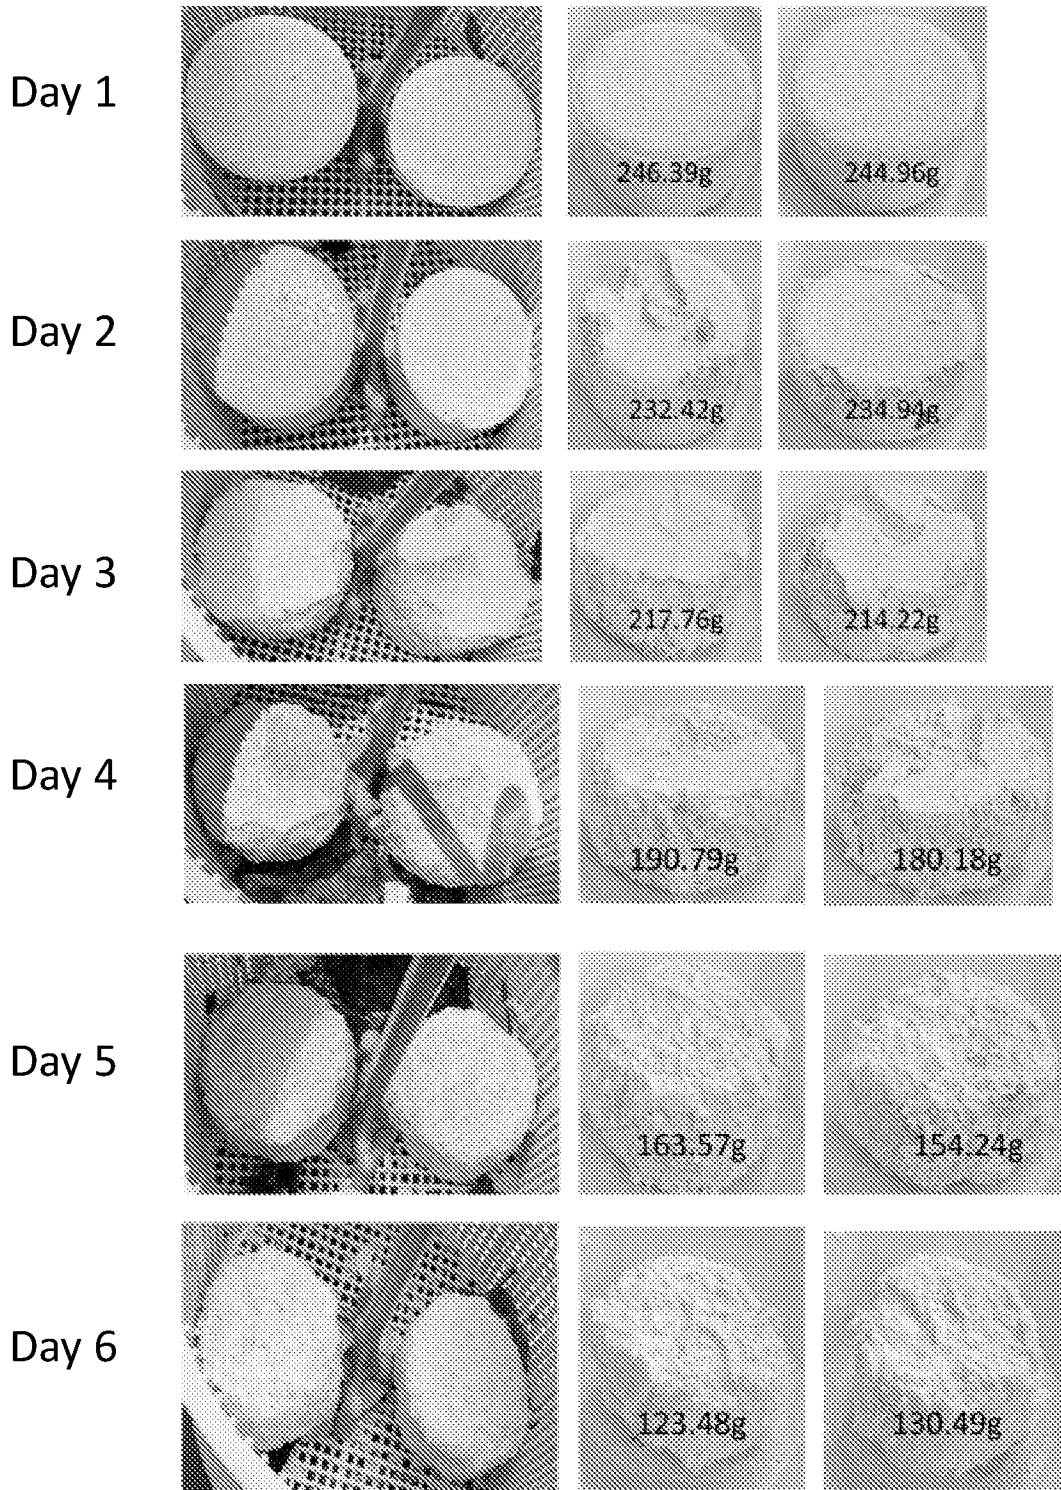 Day 1
246.39g
244.96g
Day 2
232.42g
234.94g
Day 3
217.76g
214.22g
Day 4
190.79g
180.18g
Day 5
163.57g
154.24g
Day 6
123.48g
130.49g